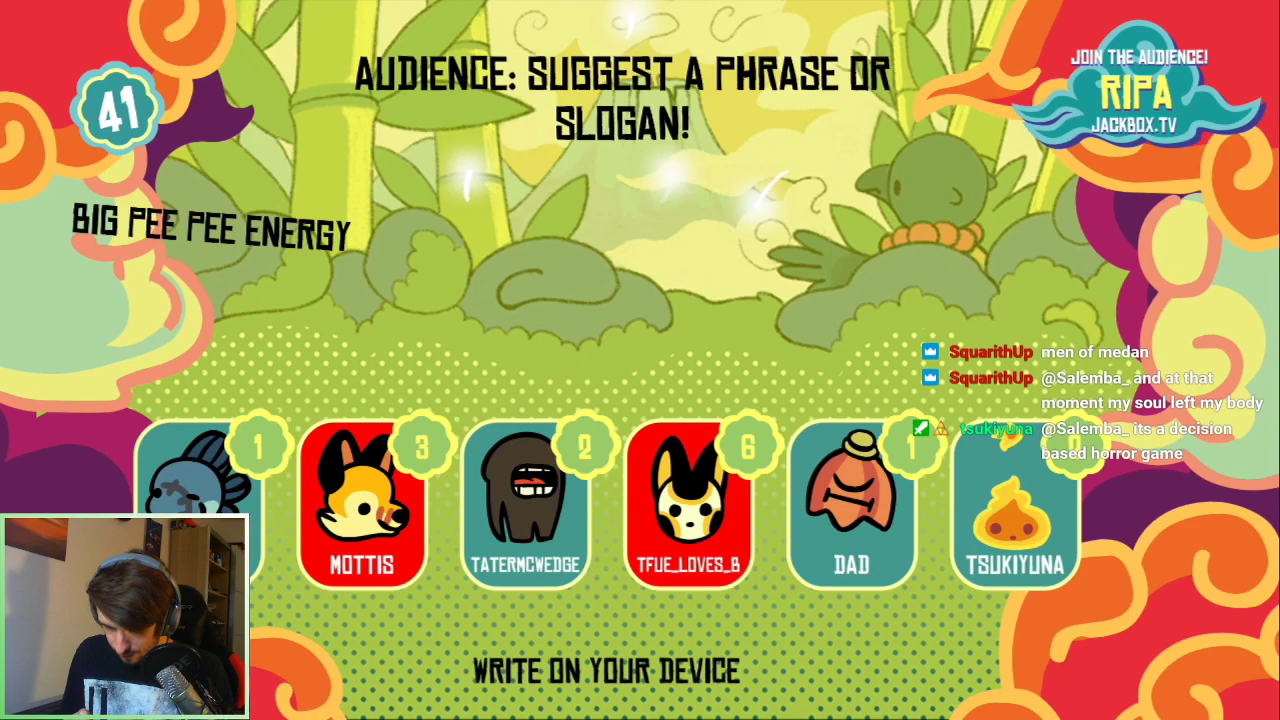 AUDIENCE: SUGGEST A PHRASE OR
SLOGAN!
41
JOIN THE AUDIENCE!
RIPA
JACKBOX.TV
BIG PEE PEE ENERGY
SquarithUp men of medan
SquarithUp @Salemba_ and at that
moment my soul left my body
tsukiyuna @Salemba_ its a decision
based horror game
1
3
2
6
1
MOTTIS
TATERMCWEDGE
TFUE_LOVES_B
DAD
TSUKIYUNA
WRITE ON YOUR DEVICE